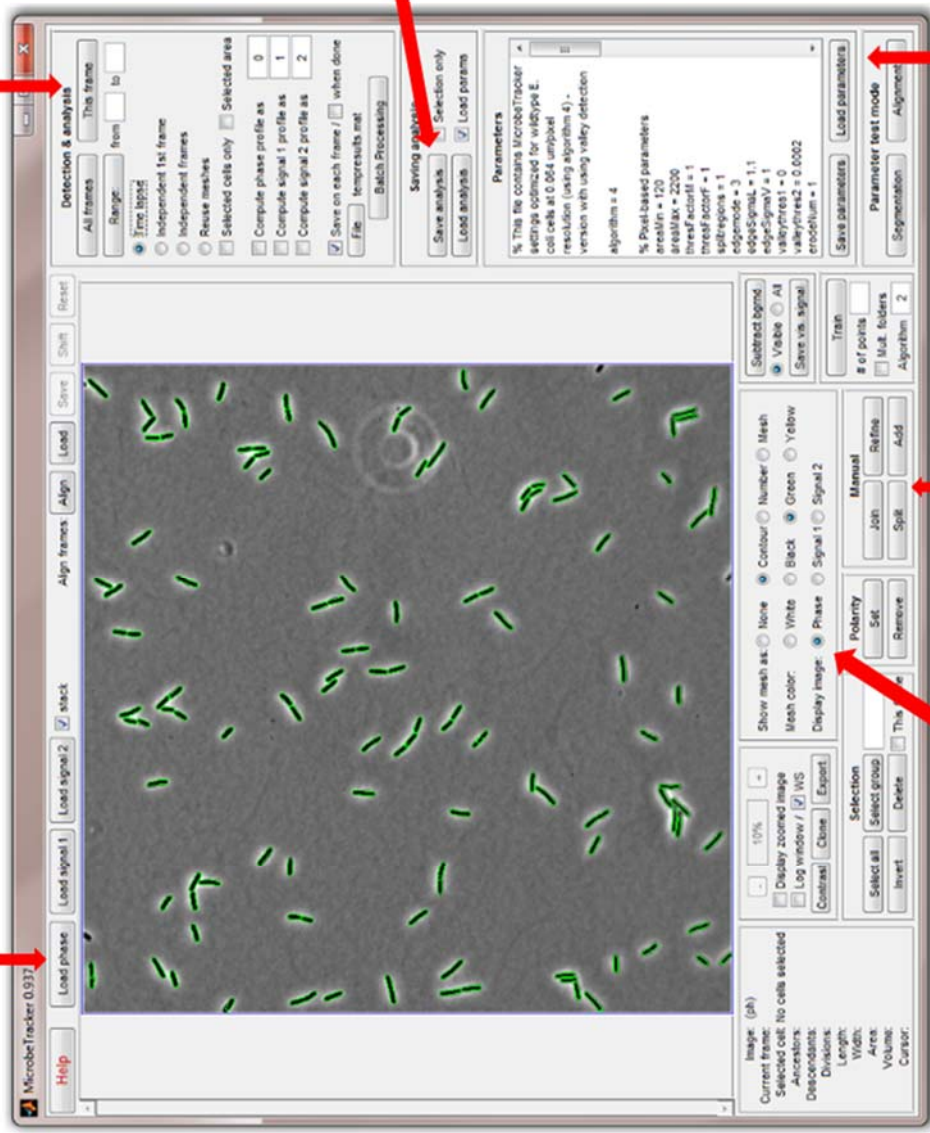 MicrobeTracker 0.937
Help
Load phase
Load signal 1
Load signal 2
stack
Align frames:
Align
Load
Save
Shift
Reset
Detection & analysis
All frames
This frame
Range:
from
to
Time lapse
Independent 1st frame
Independent frames
Reuse meshes
Selected cells only
Selected area
Compute phase profile as
0
Compute signal 1 profile as
1
Compute signal 2 profile as
2
Save on each frame /
when done
File
tempresults.mat
Batch Processing
Saving analysis
Save analysis
Selection only
Load analysis
Load params
Parameters
% This file contains MicrobeTracker
settings optimized for wildtype E.
coli cells at 0.064 um/pixel
resolution (using algorithm 4) -
version with using valley detection
algorithm = 4
% Pixel-based parameters
areaMin = 120
areaMax = 2200
thresFactorM = 1
thresFactorF = 1
splitregions = 1
edgemode = 3
edgeSigmaL = 1.1
edgeSigmaV = 1
valleythres1 = 0
valleythres2 = 0.0002
erodeNum = 1
Save parameters
Load parameters
Parameter test mode
Segmentation
Alignment
Image: (ph)
Current frame:
Selected cell: No cells selected
Ancestors:
Descendants:
Divisions:
Length:
Width:
Area:
Volume:
Cursor:
-
10%
+
Display zoomed image
Log window /
WS
Contrast
Clone
Export
Show mesh as:
None
Contour
Number
Mesh
Mesh color:
White
Black
Green
Yellow
Display image:
Phase
Signal 1
Signal 2
Subtract bgrnd
Visible
All
Save vis. signal
Selection
Select all
Select group
Invert
Delete
This
Polarity
Set
Remove
Manual
Join
Refine
Split
Add
Train
# of points
Mult. folders
Algorithm
2